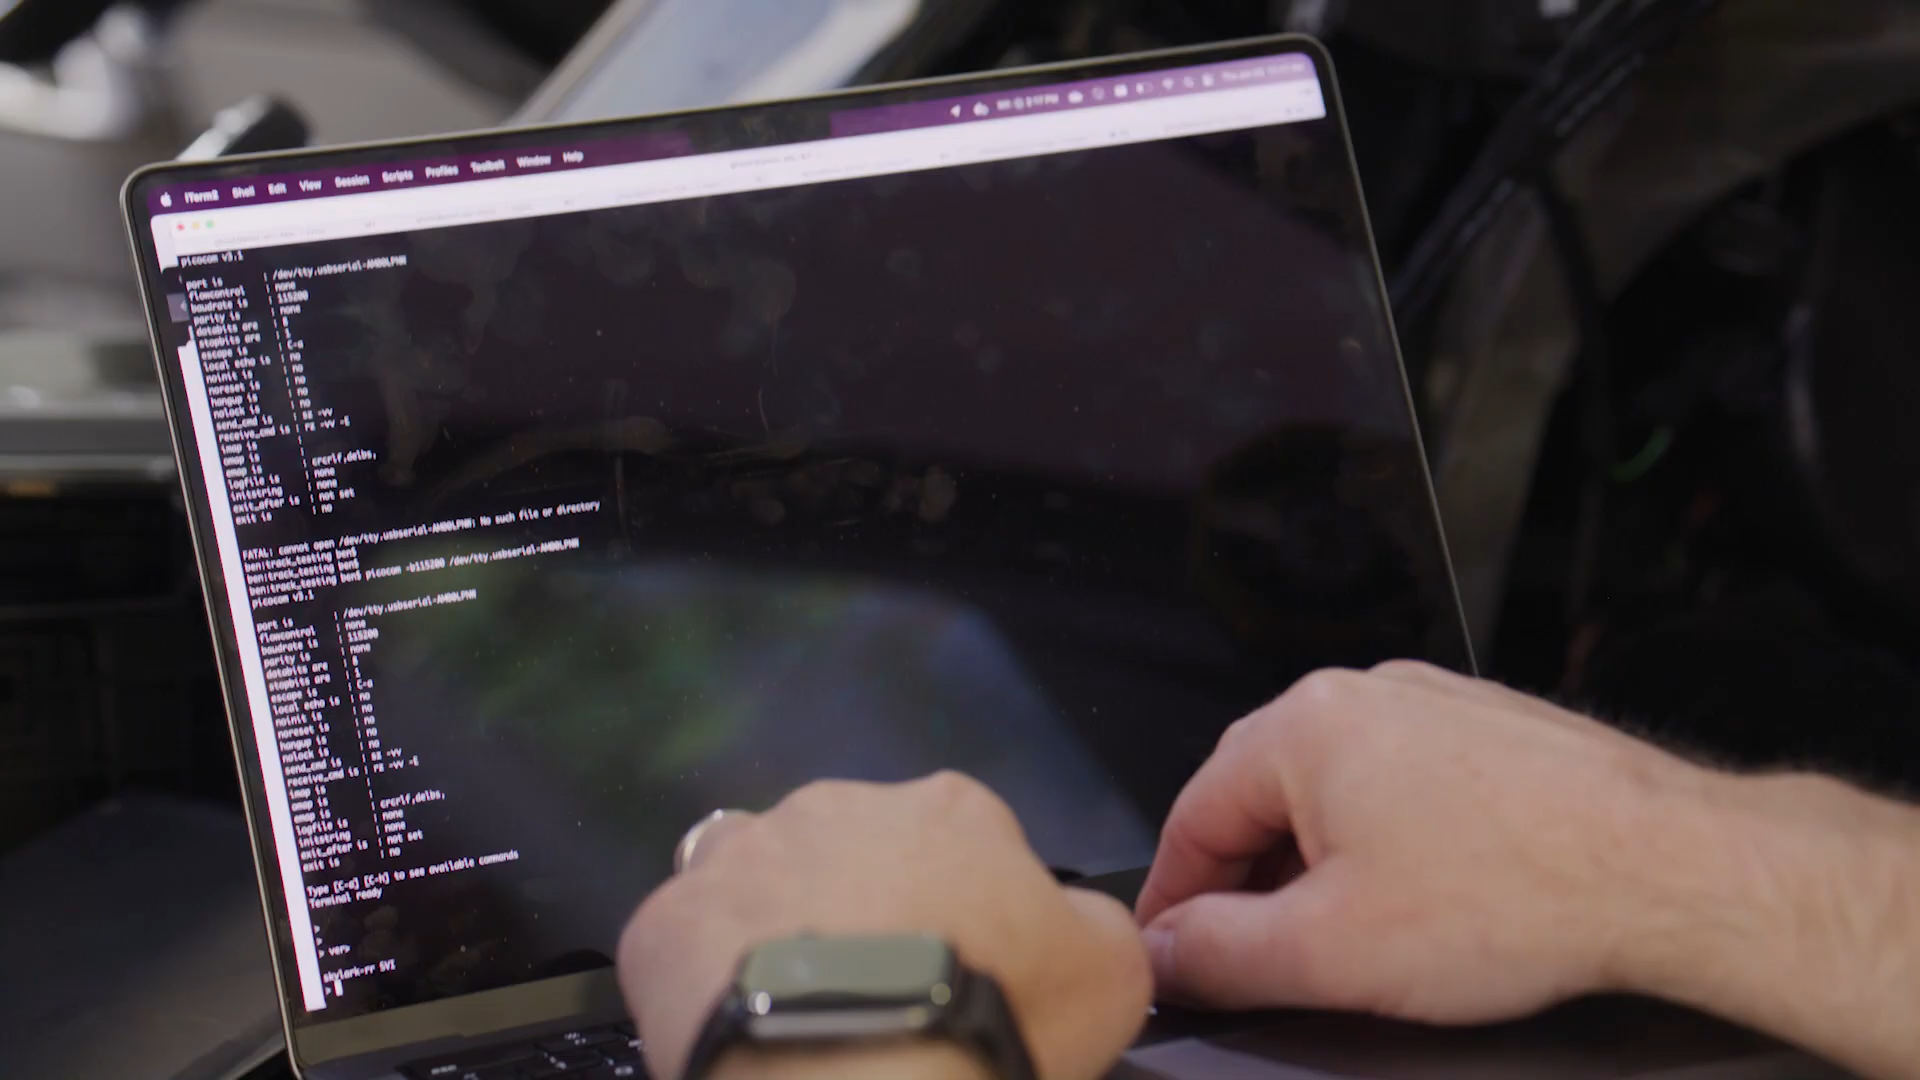 iTerm2 Shell Edit View Session Scripts Profiles Toolbelt Window Help
picocom v3.1
port is : /dev/tty.usbserial-AM00LPNN
flowcontrol : none
baudrate is : 115200
parity is : none
databits are : 8
stopbits are : 1
escape is : C-a
local echo is : no
noinit is : no
noreset is : no
hangup is : no
nolock is : no
send_cmd is : sz -vv
receive_cmd is : rz -vv -E
imap is :
omap is :
emap is : crcrlf,delbs,
logfile is : none
initstring : none
exit_after is : not set
exit is : no
FATAL: cannot open /dev/tty.usbserial-AM00LPNN: No such file or directory
ben:track_testing ben$
ben:track_testing ben$
ben:track_testing ben$ picocom -b115200 /dev/tty.usbserial-AM00LPNN
picocom v3.1
port is : /dev/tty.usbserial-AM00LPNN
flowcontrol : none
baudrate is : 115200
parity is : none
databits are : 8
stopbits are : 1
escape is : C-a
local echo is : no
noinit is : no
noreset is : no
hangup is : no
nolock is : no
send_cmd is : sz -vv
receive_cmd is : rz -vv -E
imap is :
omap is :
emap is : crcrlf,delbs,
logfile is : none
initstring : none
exit_after is : not set
exit is : no
Type [C-a] [C-h] to see available commands
Terminal ready
>
>
> ver>
skylark-rr SVI
>